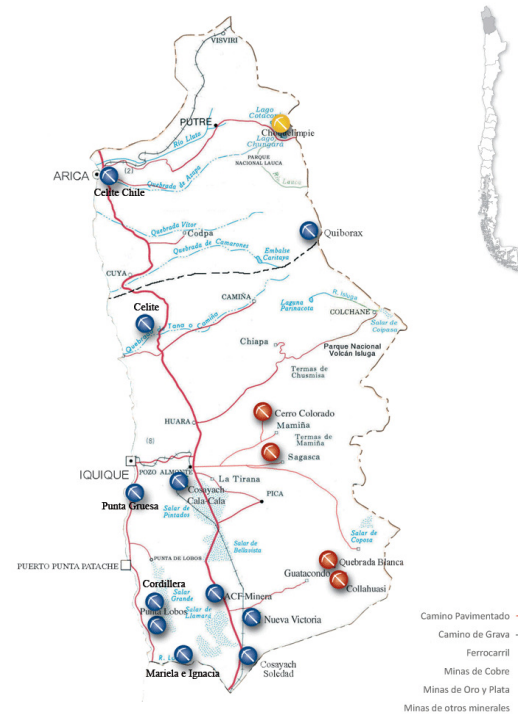 VISVIRI
Lago
Cotacotani
PUTRE
Río Lluta
Choquelimpie
Lago
Chungará
PARQUE
NACIONAL LAUCA
(2)
ARICA
Quebrada de Azapa
R. Lauca
Celite Chile
Quebrada Vítor
Codpa
Quiborax
Quebrada de Camarones
Embalse
Caritaya
CUYA
CAMIÑA
R. Isluga
Laguna
Parinacota
Celite
COLCHANE
Quebrada Tana o Camiña
Salar de
Coipasa
Chiapa
Parque Nacional
Volcán Isluga
Termas de
Chusmisa
HUARA
Cerro Colorado
Mamiña
(8)
Termas de
Mamiña
Sagasca
IQUIQUE
POZO ALMONTE
La Tirana
Cosayach
Cala-Cala
Punta Gruesa
PICA
Salar de
Pintados
Salar de
Coposa
Salar de
Bellavista
PUNTA DE LOBOS
PUERTO PUNTA PATACHE
Quebrada Blanca
Guatacondo
Cordillera
Salar
Grande
Collahuasi
ACF-Minera
Punta Lobos
Salar de
Llamara
Nueva Victoria
Camino Pavimentado
Camino de Grava
R. Lo
Cosayach
Soledad
Ferrocarril
Mariela e Ignacia
Minas de Cobre
Minas de Oro y Plata
Minas de otros minerales